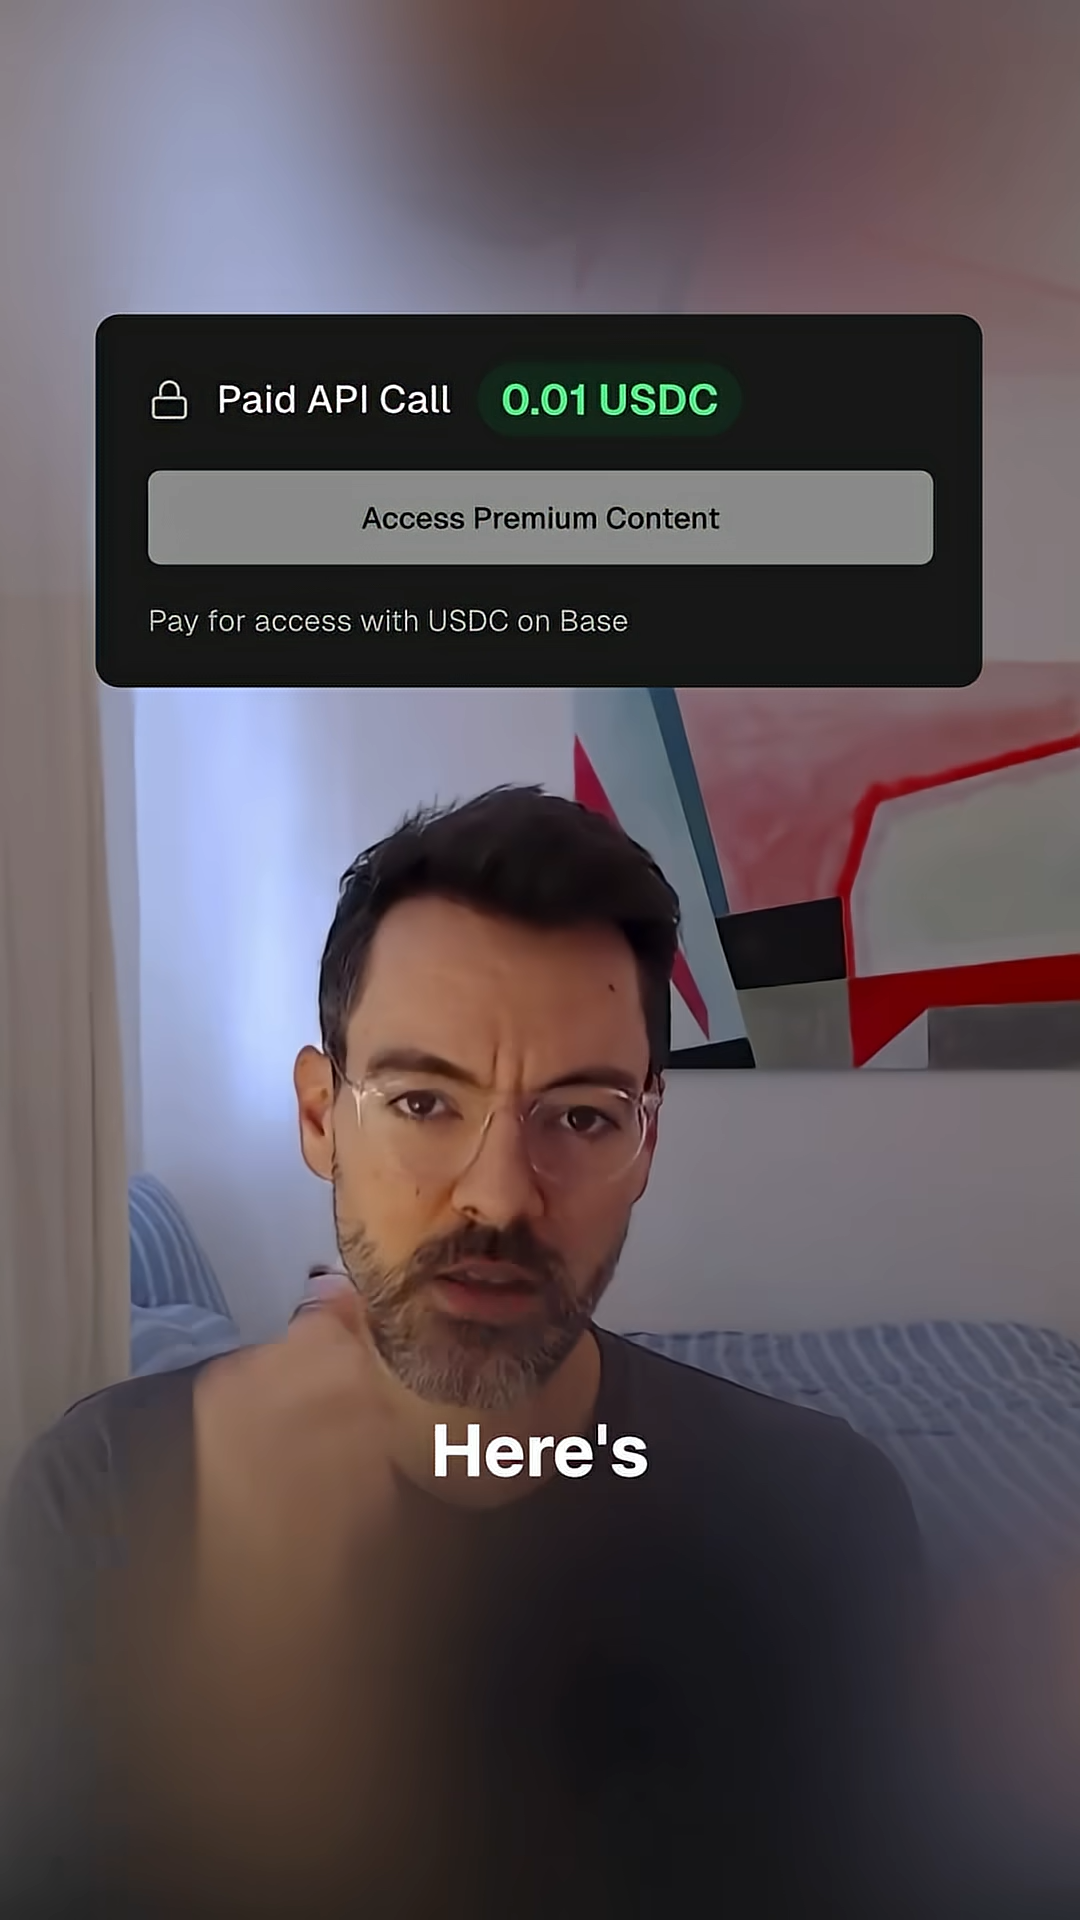 Paid API Call 0.01 USDC
Access Premium Content
Pay for access with USDC on Base
Here's